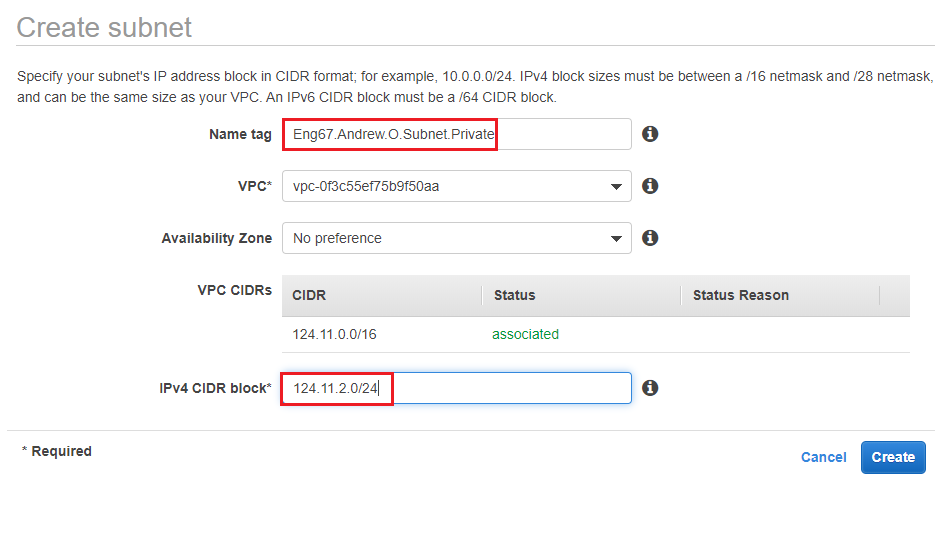 Create subnet
Specify your subnet's IP address block in CIDR format; for example, 10.0.0.0/24. IPv4 block sizes must be between a /16 netmask and /28 netmask,
and can be the same size as your VPC. An IPv6 CIDR block must be a /64 CIDR block.
Name tag Eng67.Andrew.O.Subnet.Private
VPC* vpc-0f3c55ef75b9f50aa
Availability Zone No preference
VPC CIDRs CIDR Status Status Reason
124.11.0.0/16 associated
IPv4 CIDR block* 124.11.2.0/24
* Required
Cancel Create